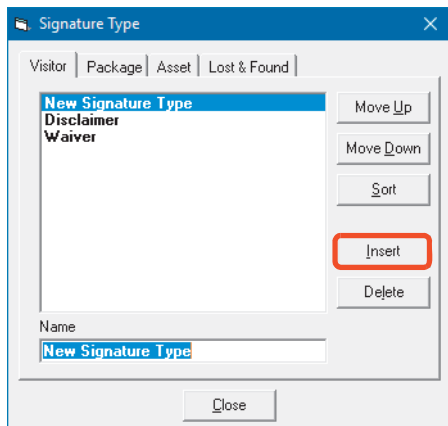 Signature Type
Visitor Package Asset Lost & Found
New Signature Type
Disclaimer
Waiver
Move Up
Move Down
Sort
Insert
Delete
Name
New Signature Type
Close